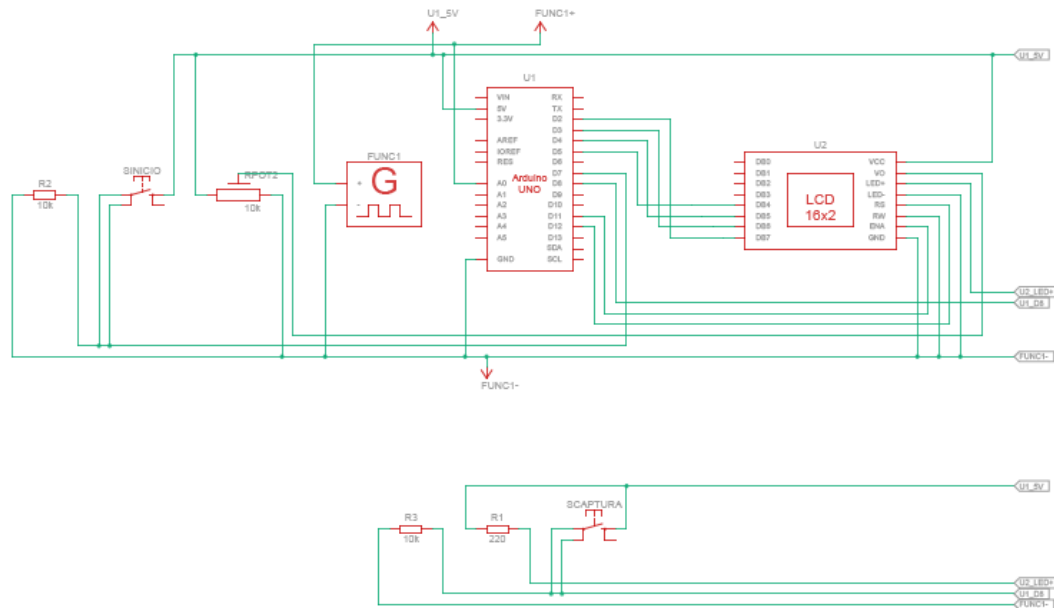 U1_5V
FUNC1+
U1_5V
U1
VIN
5V
3.3V
AREF
IOREF
RES
A0
A1
A2
A3
A4
A5
GND
RX
TX
D2
D3
D4
D5
D6
D7
D8
D9
D10
D11
D12
D13
SDA
SCL
Arduino
UNO
U2
DB0
DB1
DB2
DB3
DB4
DB5
DB6
DB7
VCC
VO
LED+
LED-
RS
RW
ENA
GND
LCD
16x2
FUNC1
+
G
-
SINICIO
RPOT2
10k
R2
10k
U2_LED+
U1_D8
FUNC1-
FUNC1-
U1_5V
SCAPTURA
R3
10k
R1
220
U2_LED+
U1_D8
FUNC1-